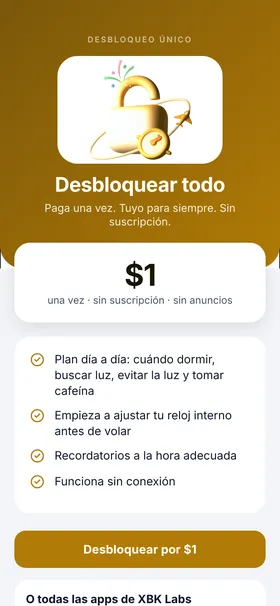 DESBLOQUEO ÚNICO
Desbloquear todo
Paga una vez. Tuyo para siempre. Sin
suscripción.
$1
una vez · sin suscripción · sin anuncios
Plan día a día: cuándo dormir,
buscar luz, evitar la luz y tomar
cafeína
Empieza a ajustar tu reloj interno
antes de volar
Recordatorios a la hora adecuada
Funciona sin conexión
Desbloquear por $1
O todas las apps de XBK Labs